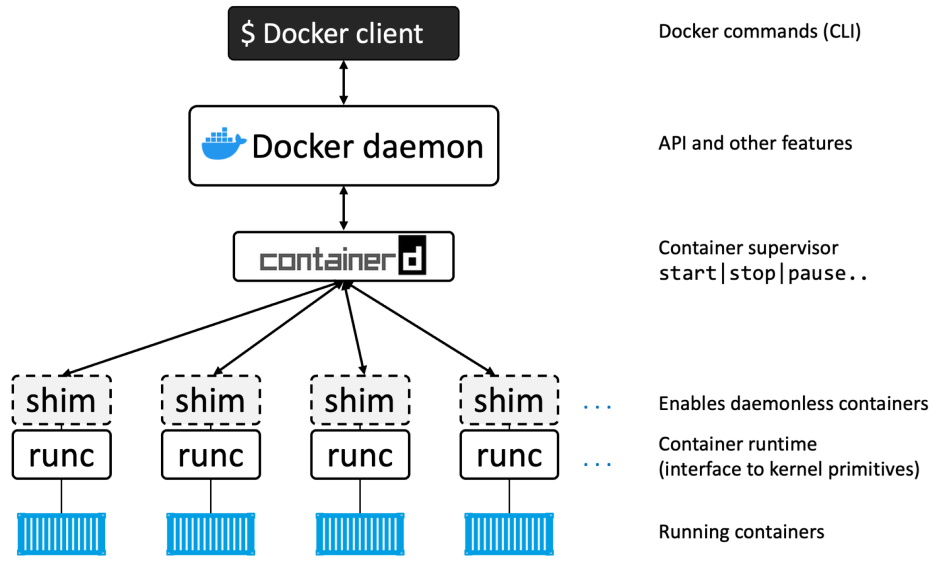 $ Docker client
Docker commands (CLI)
Docker daemon
API and other features
containerd
Container supervisor
start|stop|pause..
shim
shim
shim
shim
...
Enables daemonless containers
runc
runc
runc
runc
...
Container runtime
(interface to kernel primitives)
Running containers